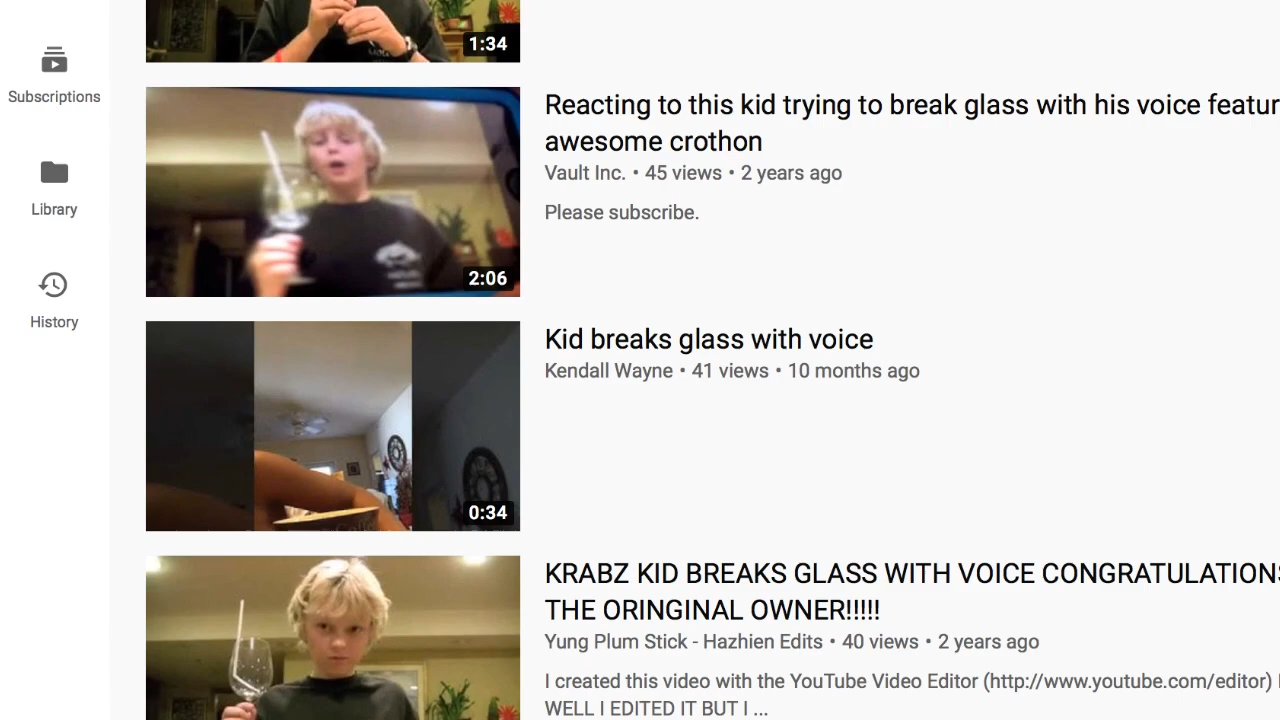 1:34
Subscriptions
Reacting to this kid trying to break glass with his voice featur
awesome crothon
Vault Inc. • 45 views • 2 years ago
Library
Please subscribe.
2:06
History
Kid breaks glass with voice
Kendall Wayne • 41 views • 10 months ago
0:34
KRABZ KID BREAKS GLASS WITH VOICE CONGRATULATIONS
THE ORINGINAL OWNER!!!!!
Yung Plum Stick - Hazhien Edits • 40 views • 2 years ago
I created this video with the YouTube Video Editor (http://www.youtube.com/editor)
WELL I EDITED IT BUT I ...